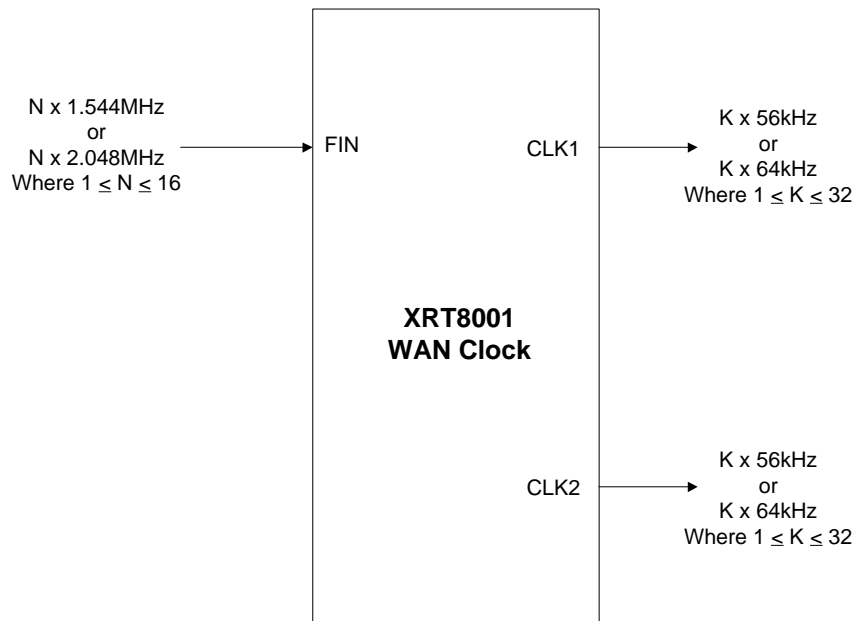 N x 1.544MHz
or
N x 2.048MHz
Where 1 ≤ N ≤ 16
FIN
CLK1
K x 56kHz
or
K x 64kHz
Where 1 ≤ K ≤ 32
XRT8001
WAN Clock
CLK2
K x 56kHz
or
K x 64kHz
Where 1 ≤ K ≤ 32